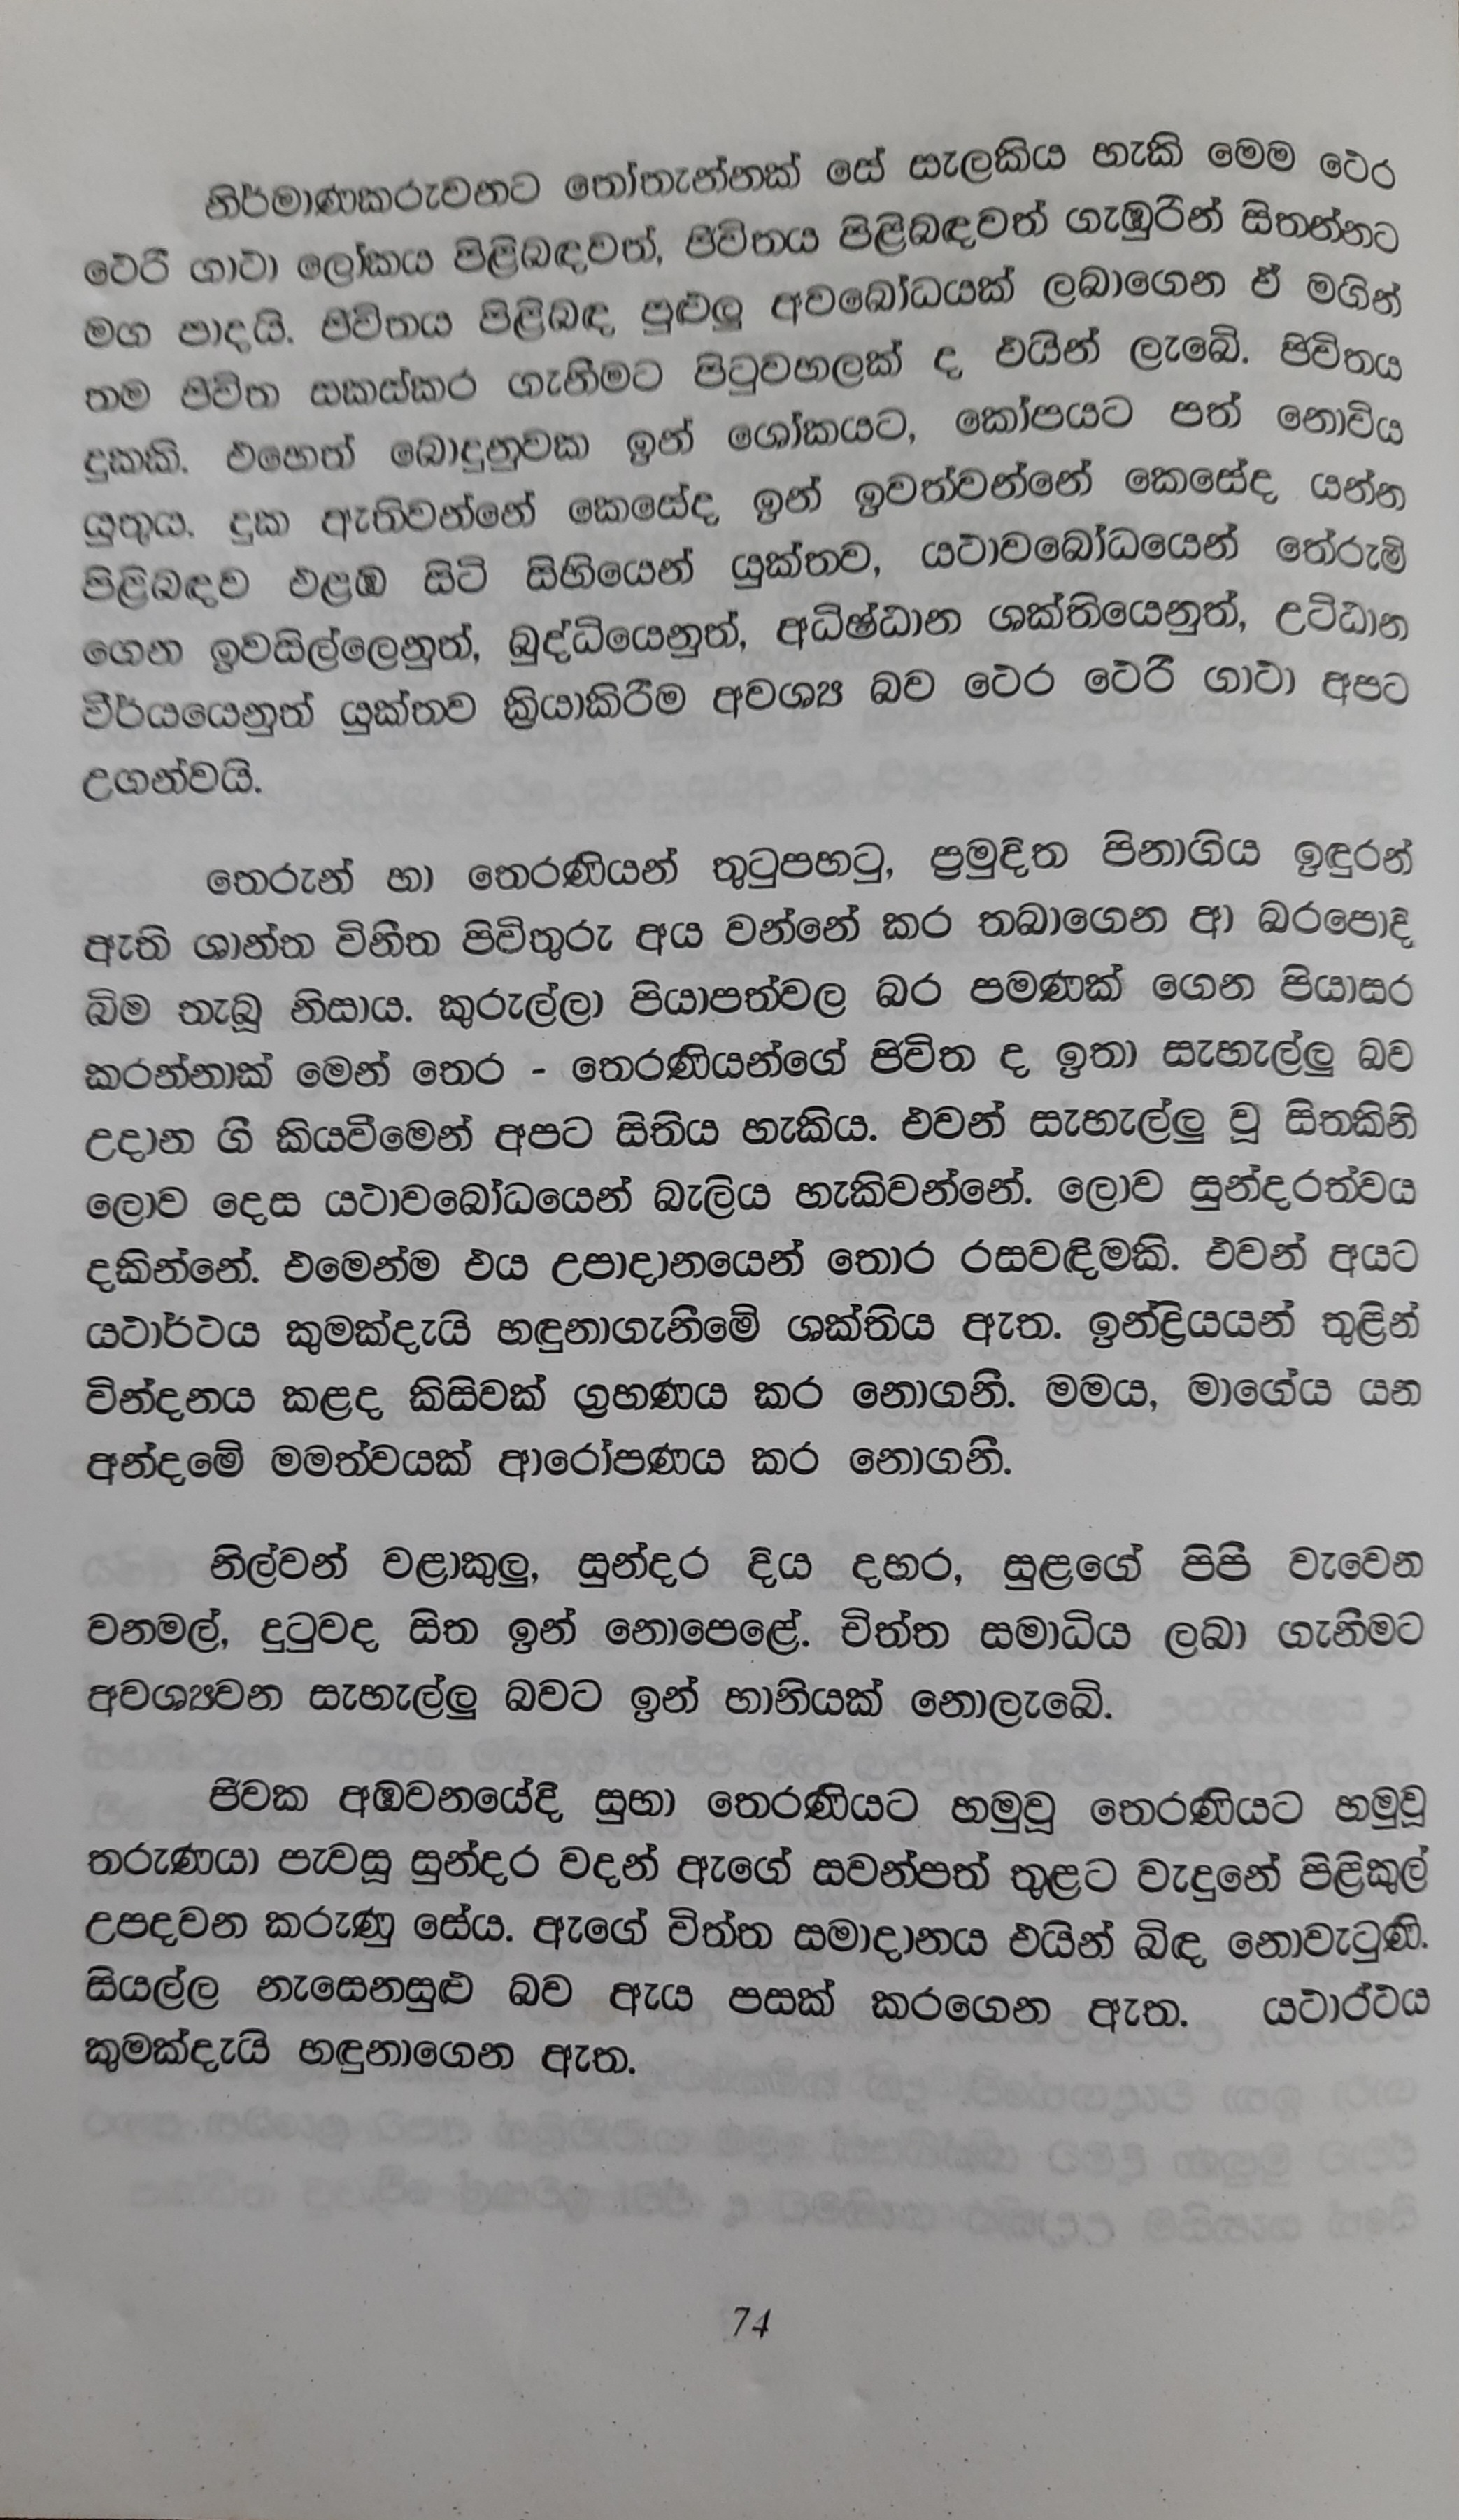 නිර්මාණකරුවනට තෝතැන්නක් සේ සැලකිය හැකි මෙම ථෙර
ථෙරී ගාථා ලෝකය පිළිබඳවත්, ජීවිතය පිළිබඳවත් ගැඹුරින් සිතන්නට
මග පාදයි. ජීවිතය පිළිබඳ පුළුලු අවබෝධයක් ලබාගෙන ඒ මගින්
තම ජීවිත සකස්කර ගැනීමට පිටුවහලක් ද එයින් ලැබේ. ජීවිතය
දුකකි. එහෙත් බොදුනුවක ඉන් ශෝකයට, කෝපයට පත් නොවිය
යුතුය. දුක ඇතිවන්නේ කෙසේද ඉන් ඉවත්වන්නේ කෙසේද යන්න
පිළිබඳව එළඹ සිටි සිහියෙන් යුක්තව, යථාවබෝධයෙන් තේරුම්
ගෙන ඉවසිල්ලෙනුත්, බුද්ධියෙනුත්, අධිෂ්ඨාන ශක්තියෙනුත්, උට්ඨාන
වීර්යයෙනුත් යුක්තව ක්‍රියාකිරීම අවශ්‍ය බව ථෙර ථෙරී ගාථා අපට
උගන්වයි.
තෙරුන් හා තෙරණියන් තුටුපහටු, ප්‍රමුදිත පිනාගිය ඉඳුරන්
ඇති ශාන්ත විනීත පිවිතුරු අය වන්නේ කර තබාගෙන ආ බරපොදි
බිම තැබූ නිසාය. කුරුල්ලා පියාපත්වල බර පමණක් ගෙන පියාසර
කරන්නාක් මෙන් තෙර - තෙරණියන්ගේ ජීවිත ද ඉතා සැහැල්ලු බව
උදාන ගී කියවීමෙන් අපට සිතිය හැකිය. එවන් සැහැල්ලු වූ සිතකිනි
ලොව දෙස යථාවබෝධයෙන් බැලිය හැකිවන්නේ. ලොව සුන්දරත්වය
දකින්නේ. එමෙන්ම එය උපාදානයෙන් තොර රසවඳිමකි. එවන් අයට
යථාර්ථය කුමක්දැයි හඳුනාගැනීමේ ශක්තිය ඇත. ඉන්ද්‍රියයන් තුළින්
වින්දනය කළද කිසිවක් ග්‍රහණය කර නොගනී. මමය, මාගේය යන
අන්දමේ මමත්වයක් ආරෝපණය කර නොගනී.
නිල්වන් වළාකුලු, සුන්දර දිය දහර, සුළගේ පිපී වැවෙන
වනමල්, දුටුවද සිත ඉන් නොපෙළේ. චිත්ත සමාධිය ලබා ගැනීමට
අවශ්‍යවන සැහැල්ලු බවට ඉන් හානියක් නොලැබේ.
ජීවක අඹවනයේදී සුභා තෙරණියට හමුවූ තෙරණියට හමුවූ
තරුණයා පැවසූ සුන්දර වදන් ඇගේ සවන්පත් තුළට වැදුනේ පිළිකුල්
උපදවන කරුණු සේය. ඇගේ චිත්ත සමාදානය එයින් බිඳ නොවැටුණි.
සියල්ල නැසෙනසුළු බව ඇය පසක් කරගෙන ඇත. යථාර්ථය
කුමක්දැයි හඳුනාගෙන ඇත.
74